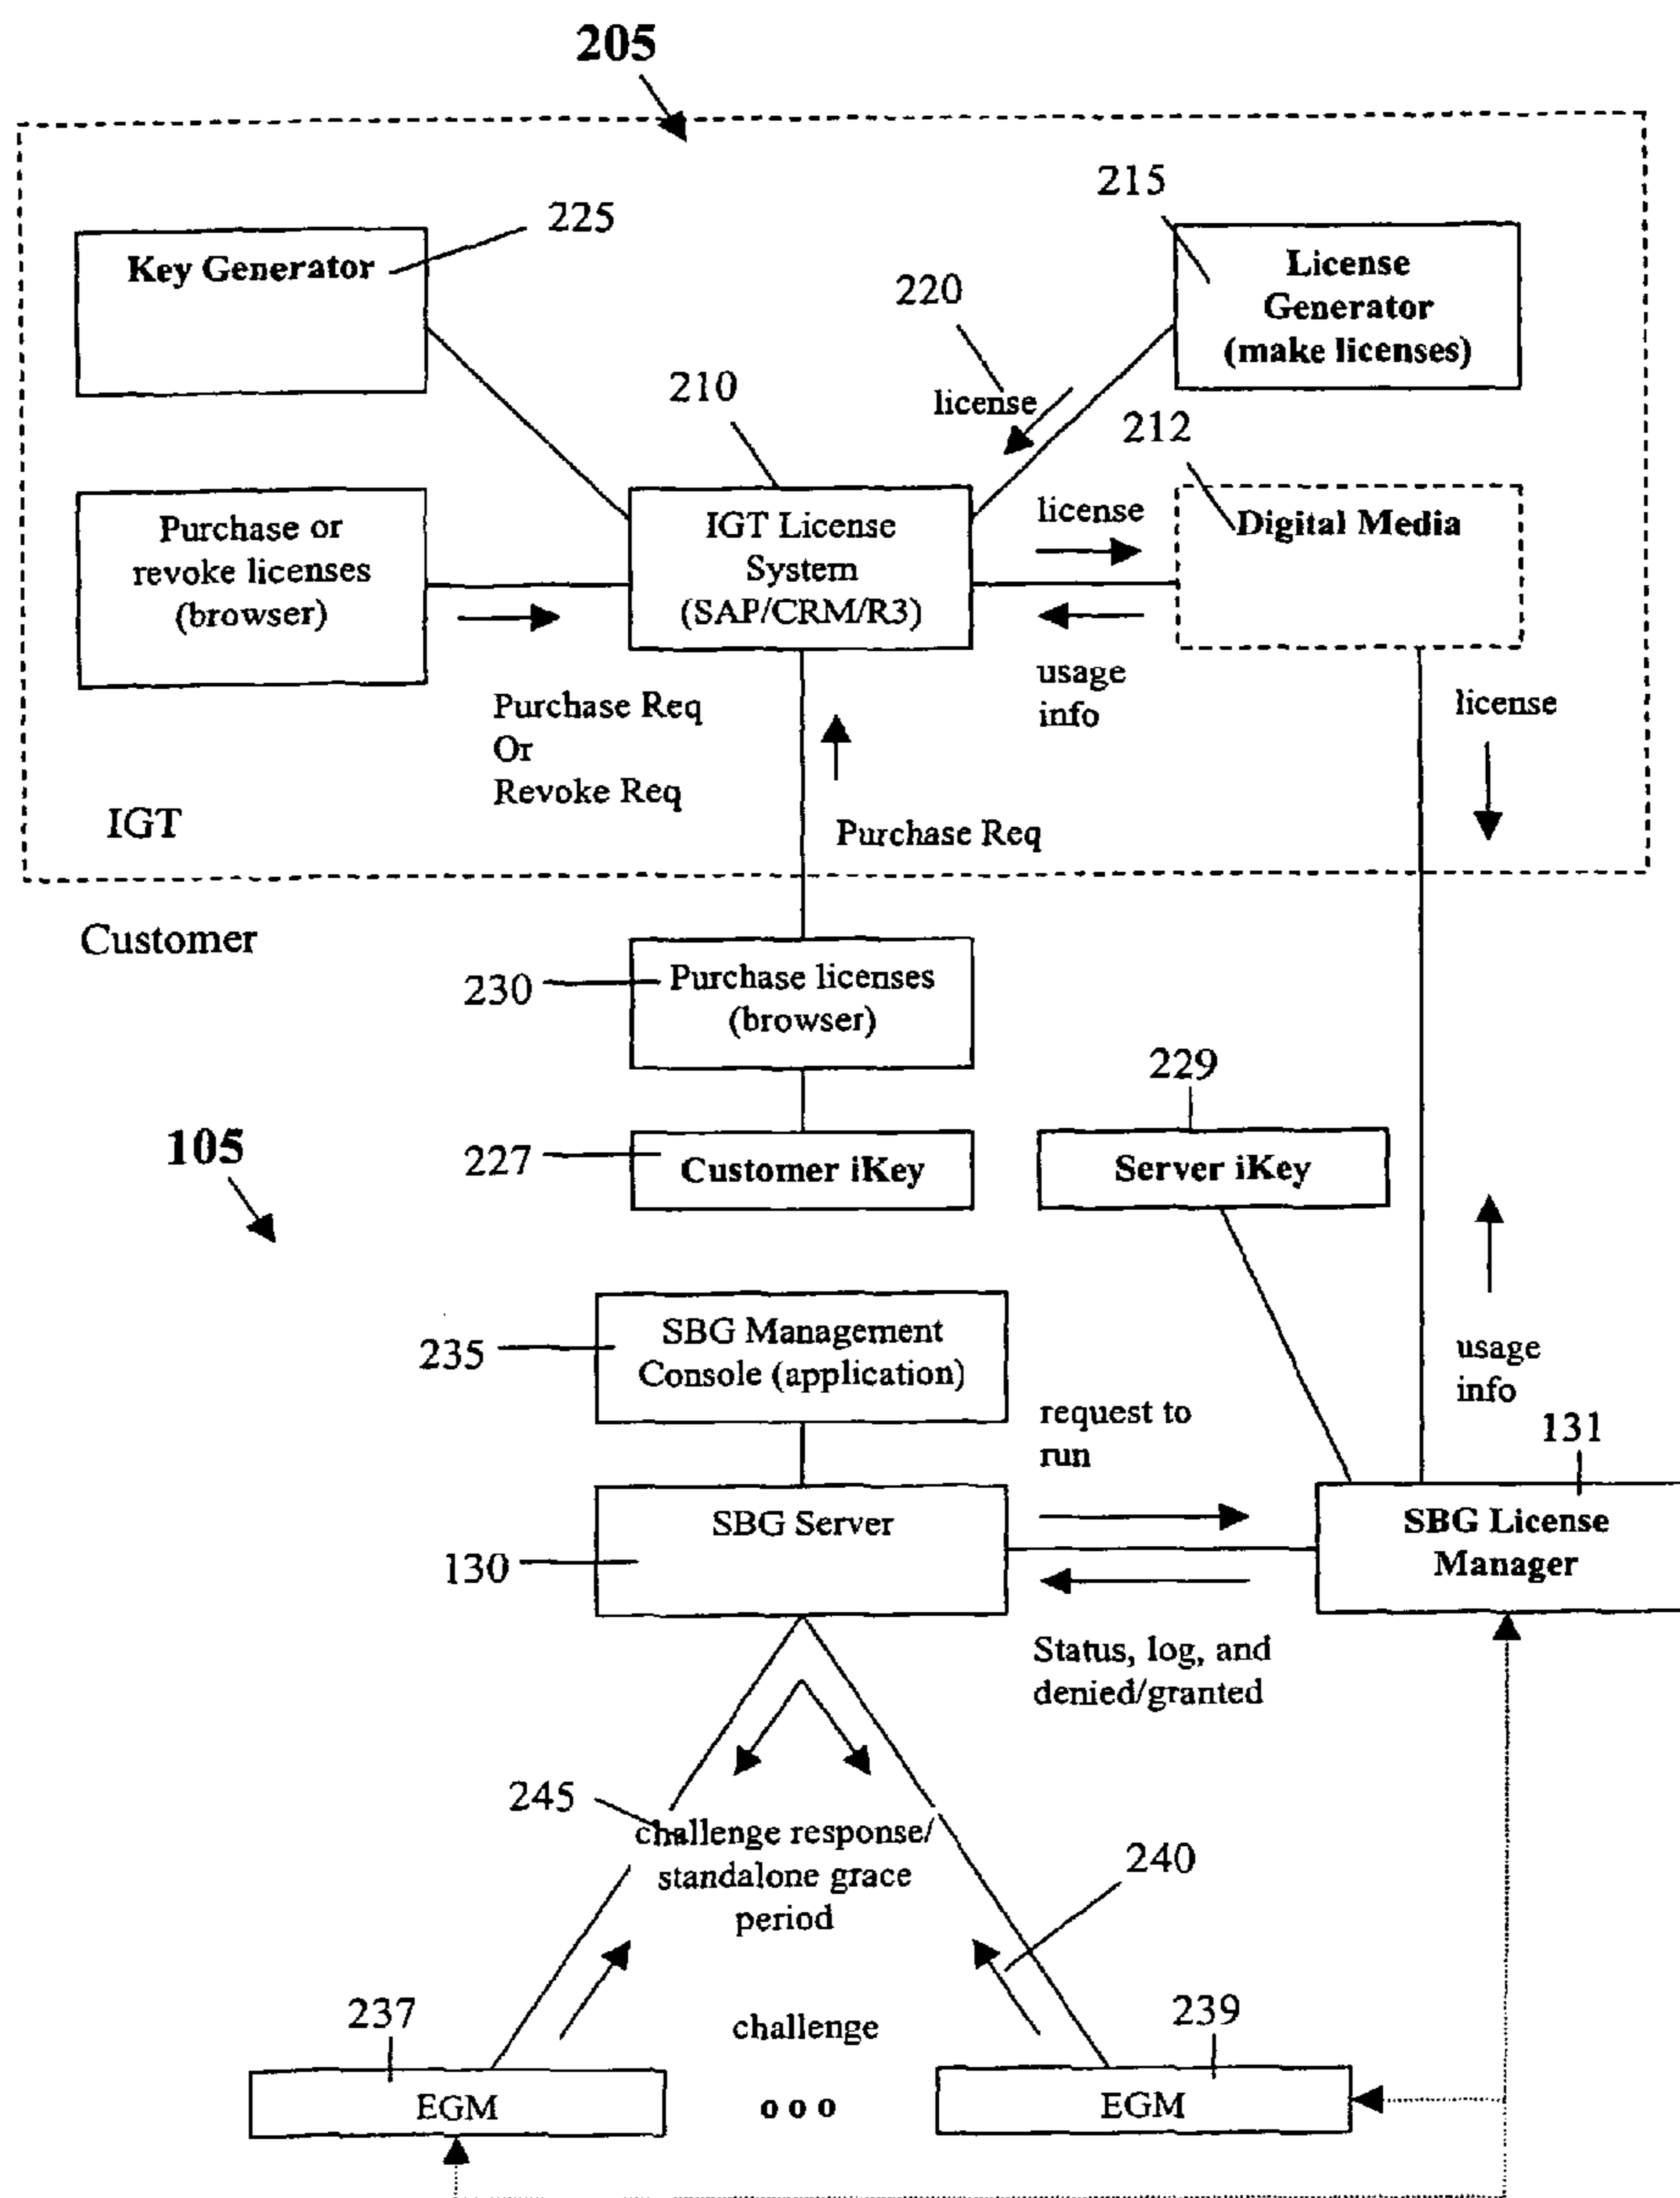 205
215
225
Key Generator
License
Generator
(make licenses)
220
license
210
212
Purchase or
revoke licenses
(browser)
IGT License
System
(SAP/CRM/R3)
license
Digital Media
usage
info
license
Purchase Req
Or
Revoke Req
IGT
Purchase Req
Customer
230
Purchase licenses
(browser)
229
105
227
Customer iKey
Server iKey
235
SBG Management
Console (application)
usage
info
request to
run
131
SBG Server
130
SBG License
Manager
Status, log, and
denied/granted
245
challenge response/
standalone grace
period
240
237
challenge
239
EGM
o o o
EGM